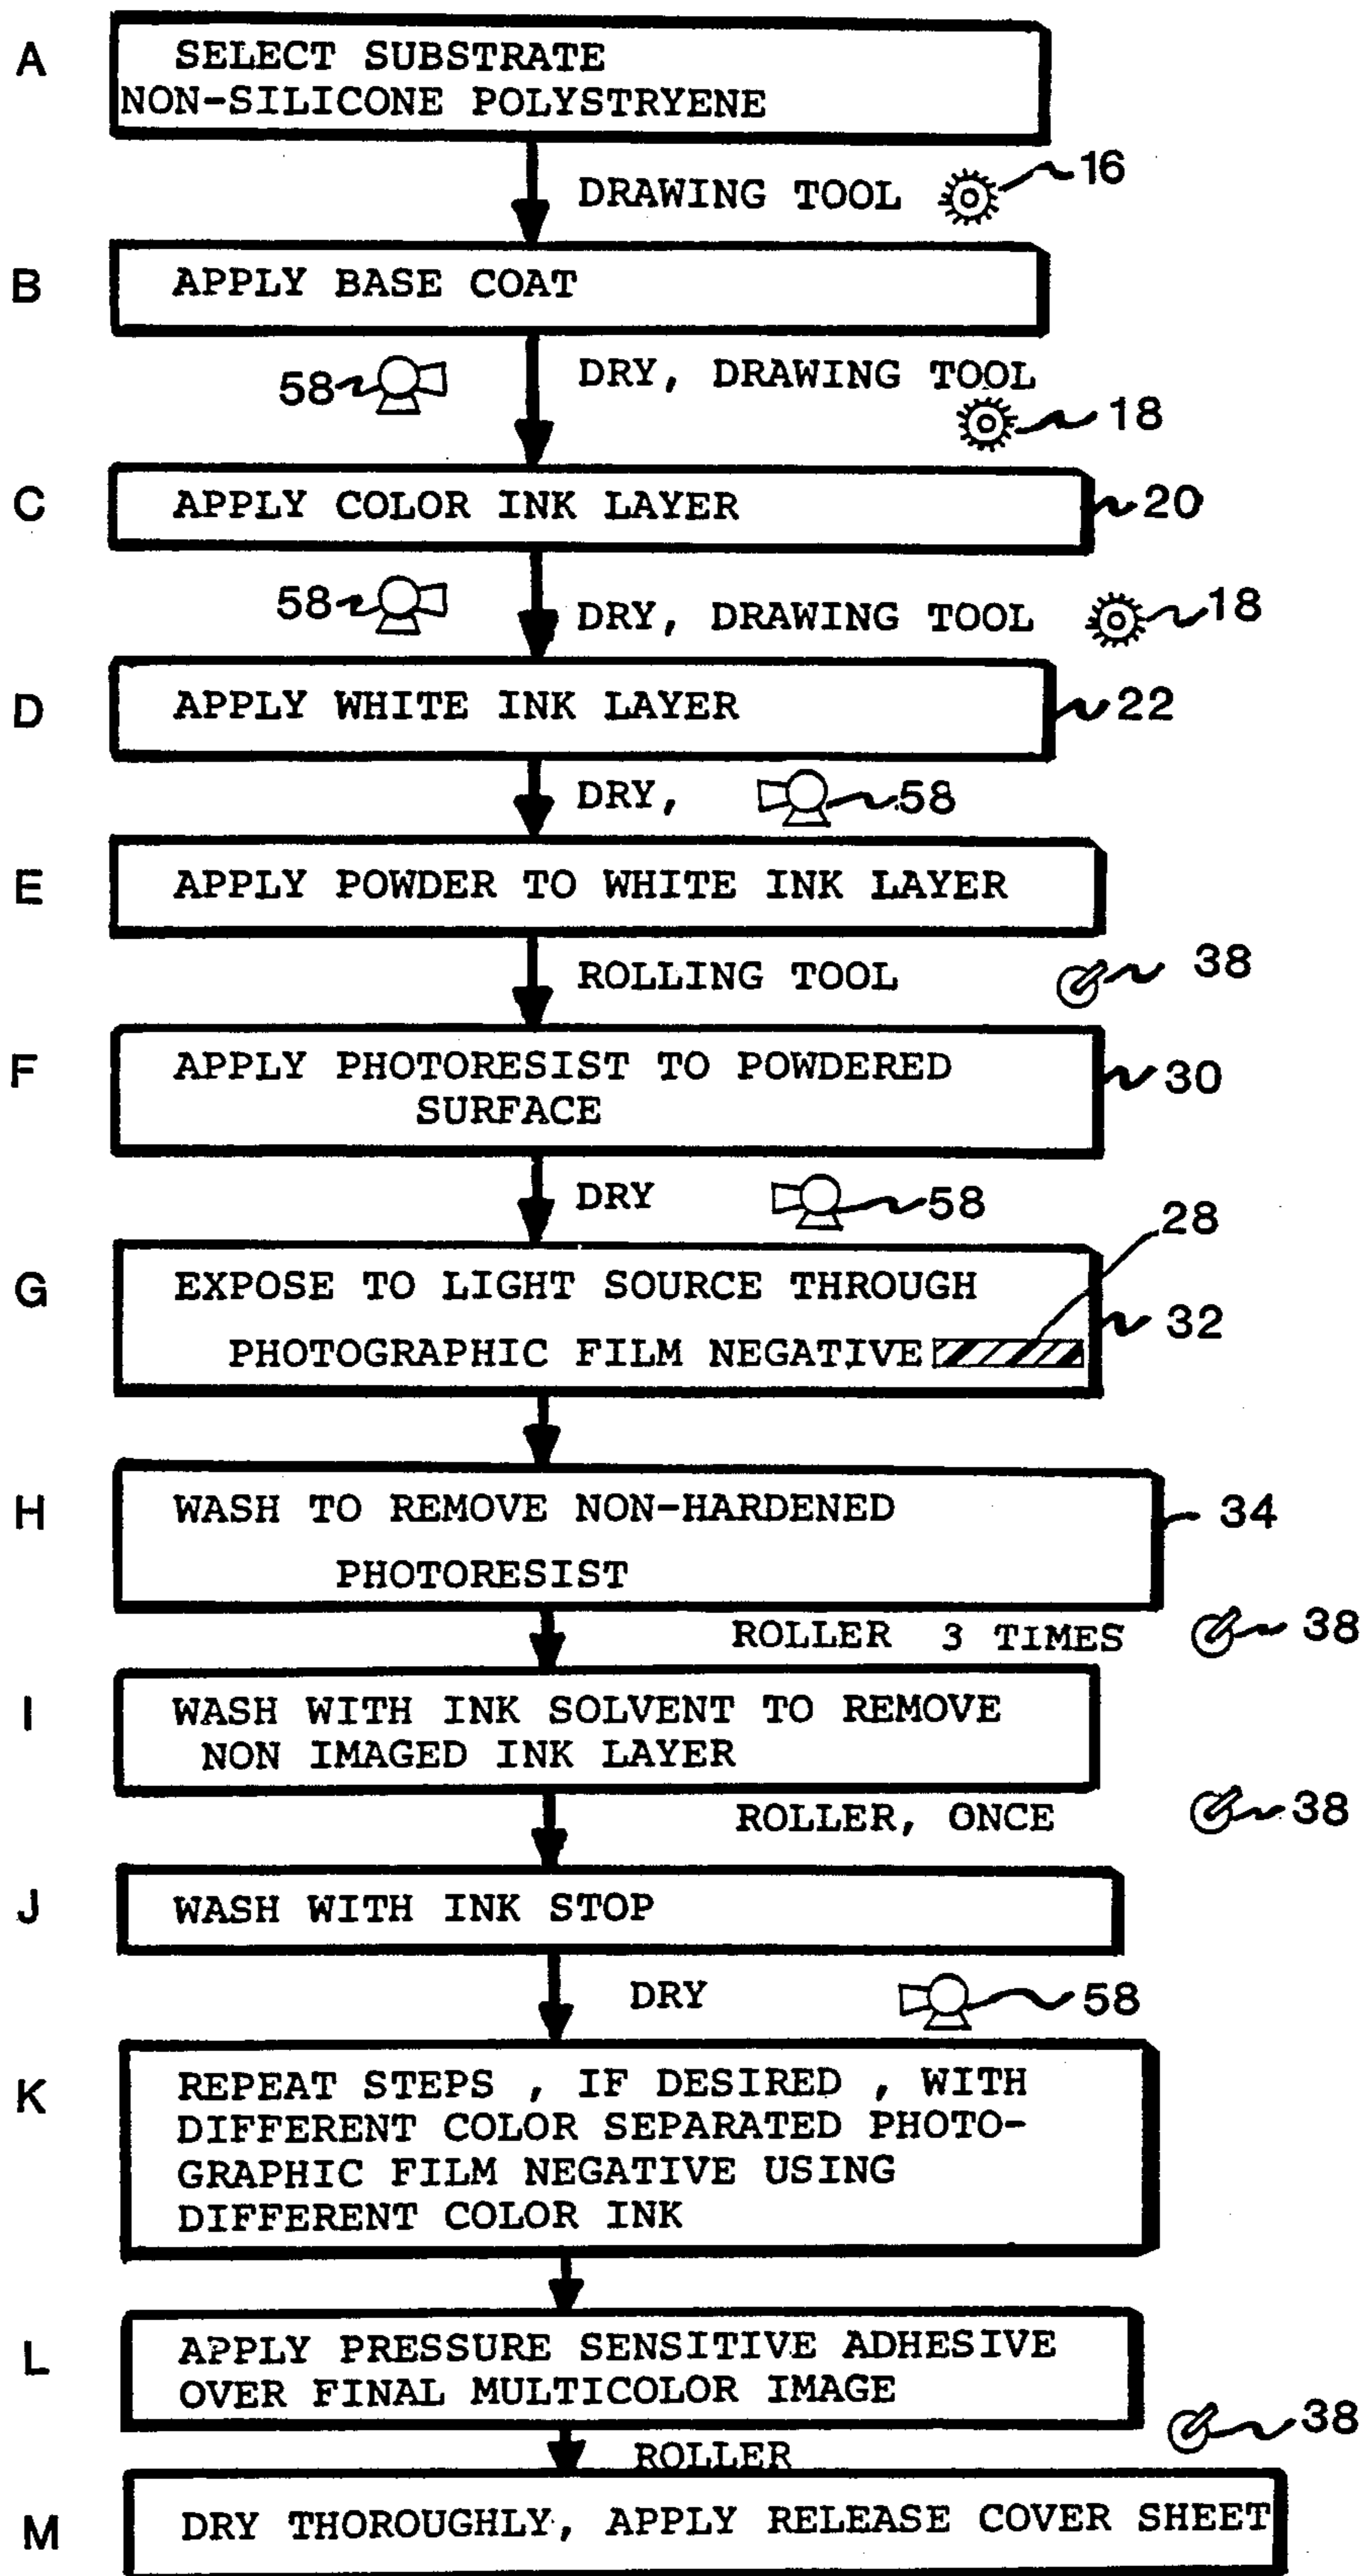 A
SELECT SUBSTRATE
NON-SILICONE POLYSTRYENE
DRAWING TOOL
16
B
APPLY BASE COAT
58
DRY, DRAWING TOOL
18
C
APPLY COLOR INK LAYER
20
58
DRY, DRAWING TOOL
18
D
APPLY WHITE INK LAYER
22
DRY,
58
E
APPLY POWDER TO WHITE INK LAYER
ROLLING TOOL
38
F
APPLY PHOTORESIST TO POWDERED
SURFACE
30
DRY
58
28
G
EXPOSE TO LIGHT SOURCE THROUGH
PHOTOGRAPHIC FILM NEGATIVE
32
H
WASH TO REMOVE NON-HARDENED
PHOTORESIST
34
ROLLER 3 TIMES
38
I
WASH WITH INK SOLVENT TO REMOVE
NON IMAGED INK LAYER
ROLLER, ONCE
38
J
WASH WITH INK STOP
DRY
58
K
REPEAT STEPS , IF DESIRED , WITH
DIFFERENT COLOR SEPARATED PHOTO-
GRAPHIC FILM NEGATIVE USING
DIFFERENT COLOR INK
L
APPLY PRESSURE SENSITIVE ADHESIVE
OVER FINAL MULTICOLOR IMAGE
ROLLER
38
M
DRY THOROUGHLY, APPLY RELEASE COVER SHEET